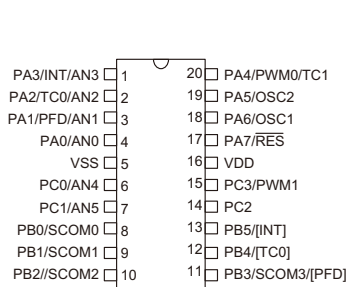 PA3/INT/AN3 1 20 PA4/PWM0/TC1
PA2/TC0/AN2 2 19 PA5/OSC2
PA1/PFD/AN1 3 18 PA6/OSC1
PA0/AN0 4 17 PA7/RES
VSS 5 16 VDD
PC0/AN4 6 15 PC3/PWM1
PC1/AN5 7 14 PC2
PB0/SCOM0 8 13 PB5/[INT]
PB1/SCOM1 9 12 PB4/[TC0]
PB2//SCOM2 10 11 PB3/SCOM3/[PFD]